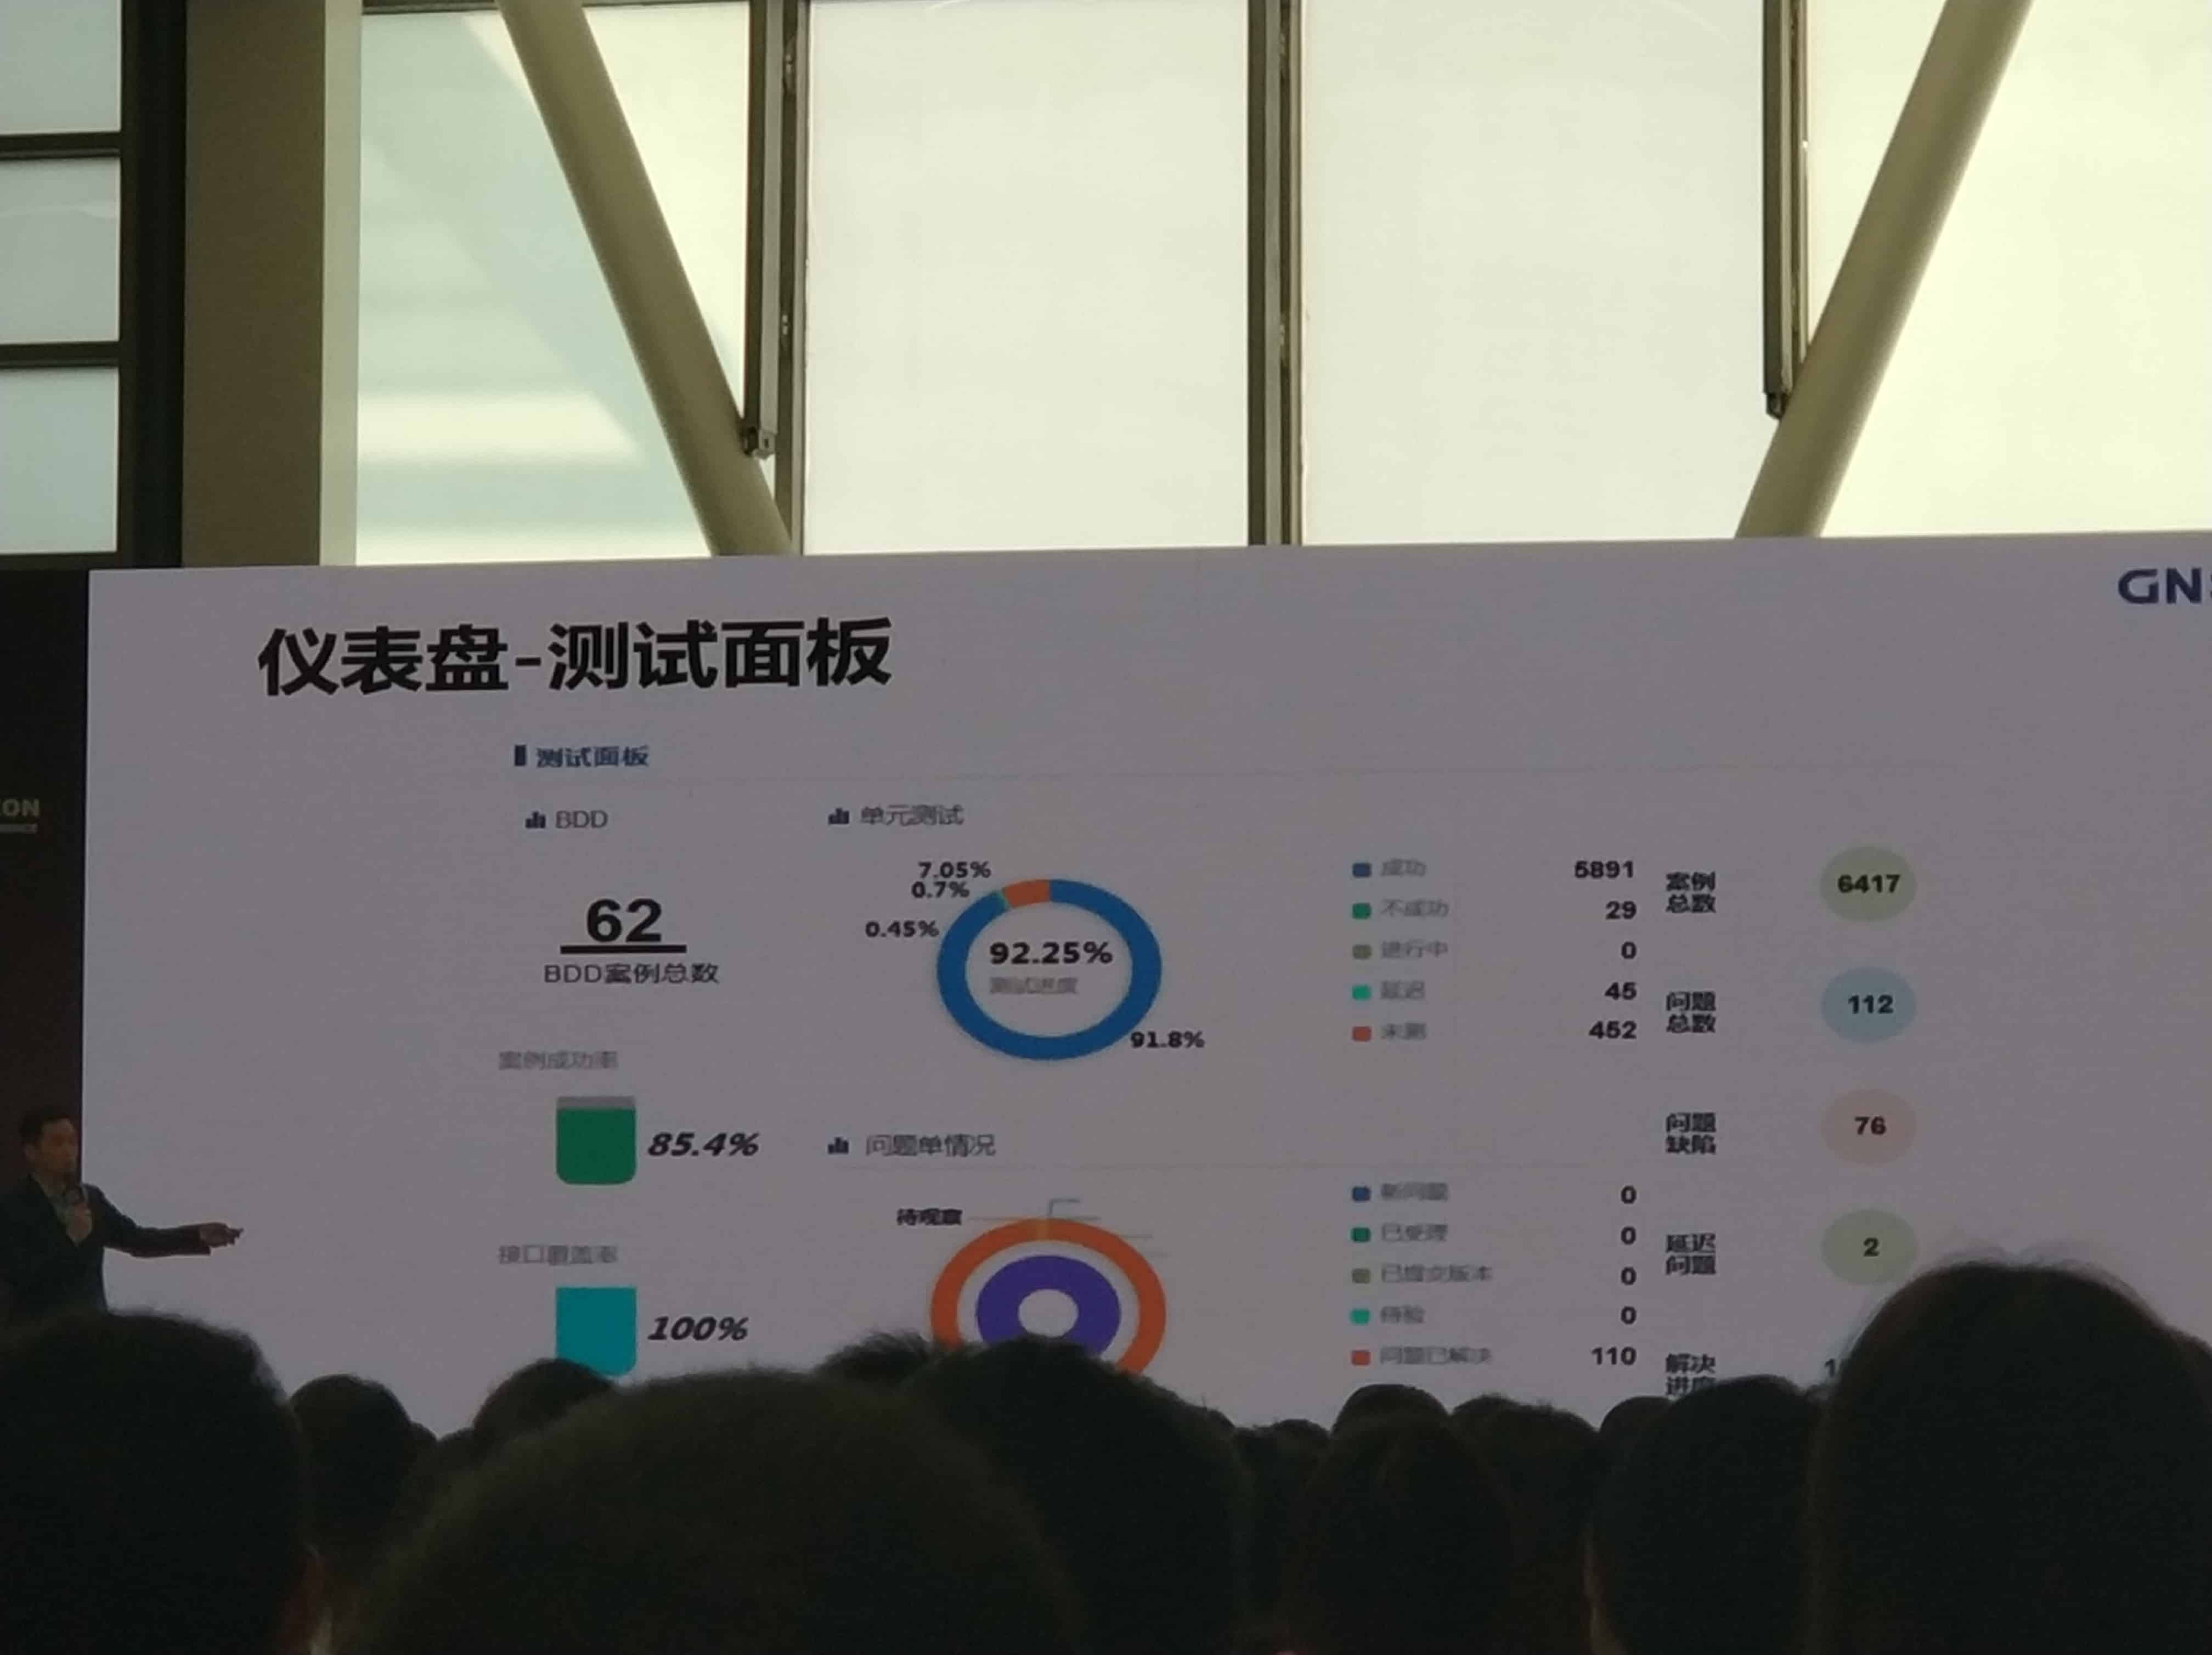 GN
仪表盘-测试面板
测试面板
BDD
62
BDD案例总数
案例成功率
85.4%
接口覆盖率
100%
单元测试
7.05%
0.7%
0.45%
92.25%
测试进度
91.8%
成功 5891
不成功 29
进行中 0
延迟 45
未测 452
问题单情况
待观察
新问题 0
已受理 0
已提交版本 0
待验 0
问题已解决 110
案例
总数
6417
问题
总数
112
问题
缺陷
76
延迟
问题
2
解决
进度
ON